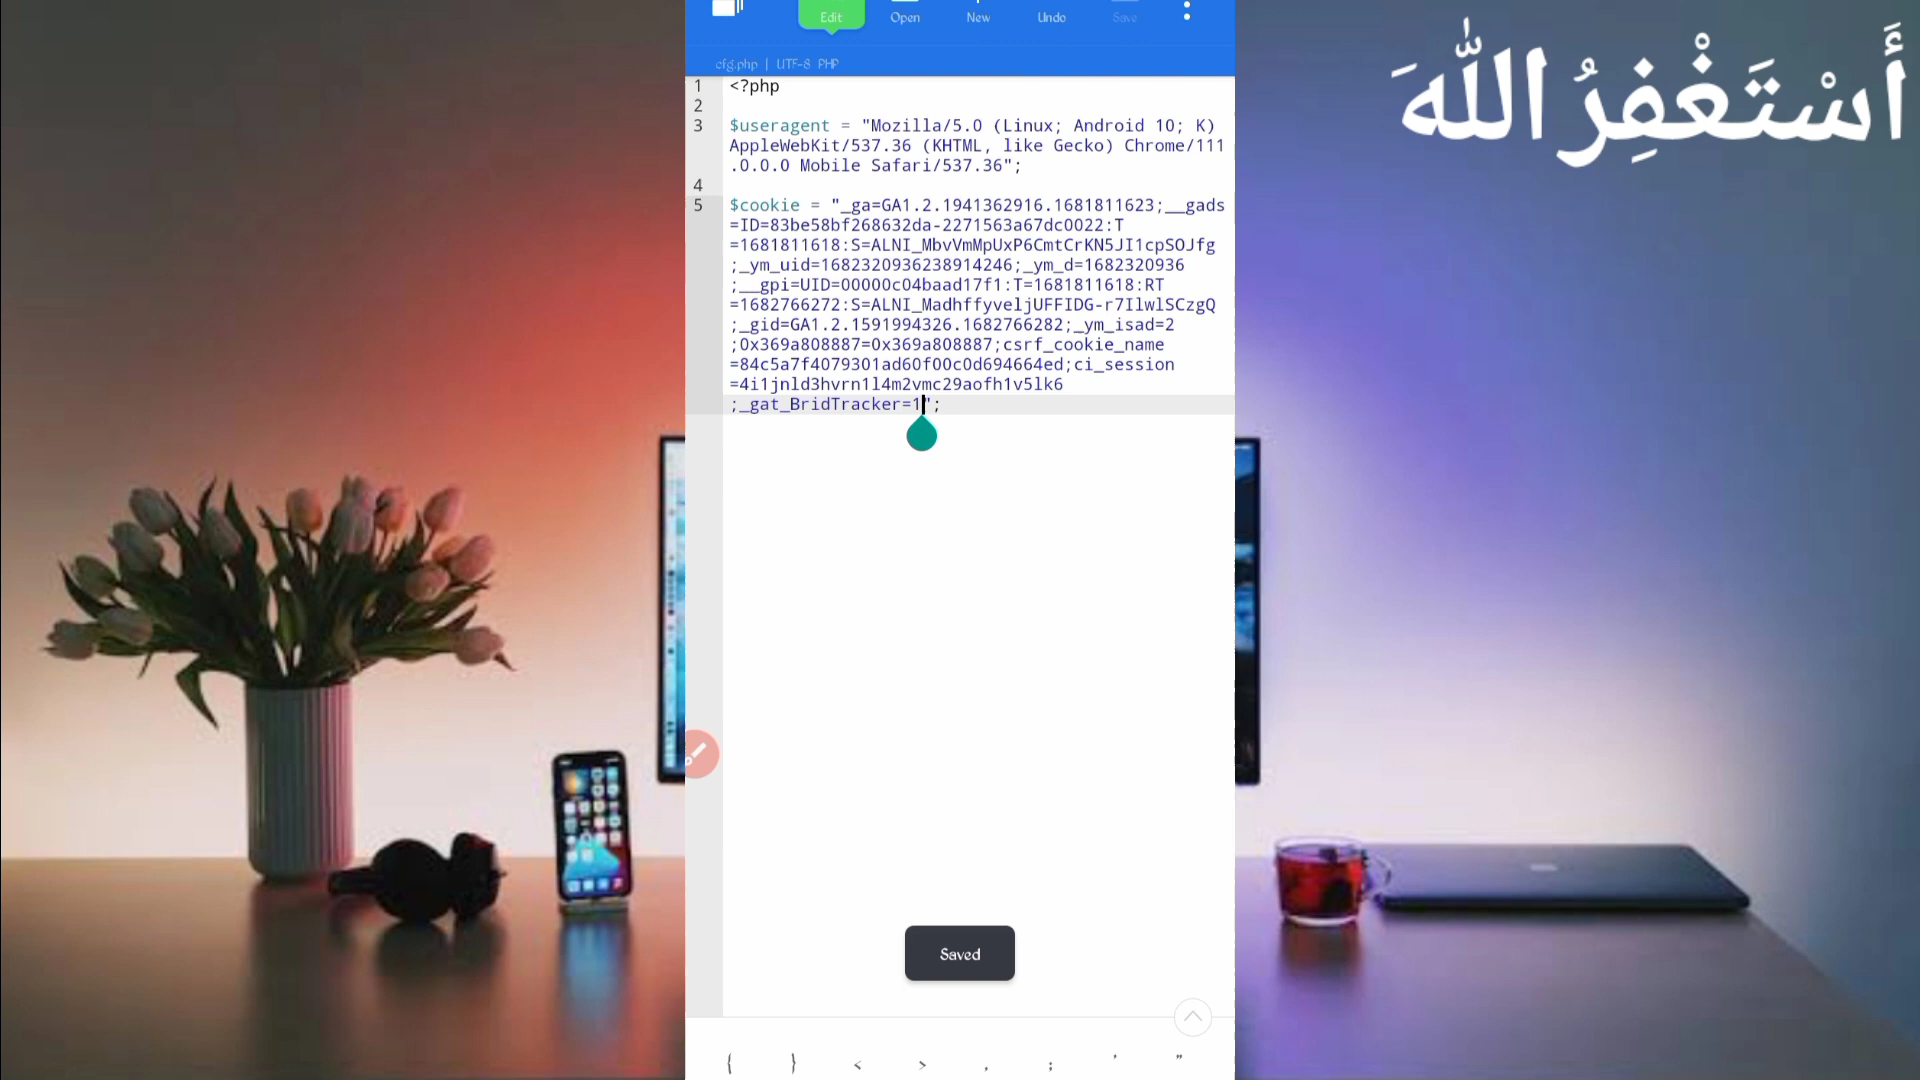 Edit Open New Undo Save
cfg.php | UTF-8 PHP
أَسْتَغْفِرُ اللّٰهَ
1 <?php
2
3 $useragent = "Mozilla/5.0 (Linux; Android 10; K)
AppleWebKit/537.36 (KHTML, like Gecko) Chrome/111
.0.0.0 Mobile Safari/537.36";
4
5 $cookie = "_ga=GA1.2.1941362916.1681811623;__gads
=ID=83be58bf268632da-2271563a67dc0022:T
=1681811618:S=ALNI_MbvVmMpUxP6CmtCrKN5JI1cpSOJfg
;_ym_uid=1682320936238914246;_ym_d=1682320936
;__gpi=UID=00000c04baad17f1:T=1681811618:RT
=1682766272:S=ALNI_MadhffyveljUFFIDG-r7IlwlSCzgQ
;_gid=GA1.2.1591994326.1682766282;_ym_isad=2
;0x369a808887=0x369a808887;csrf_cookie_name
=84c5a7f4079301ad60f00c0d694664ed;ci_session
=4i1jnld3hvrn1l4m2vmc29aofh1v5lk6
;_gat_BridTracker=1";
Saved
{ } < > , ; ' "